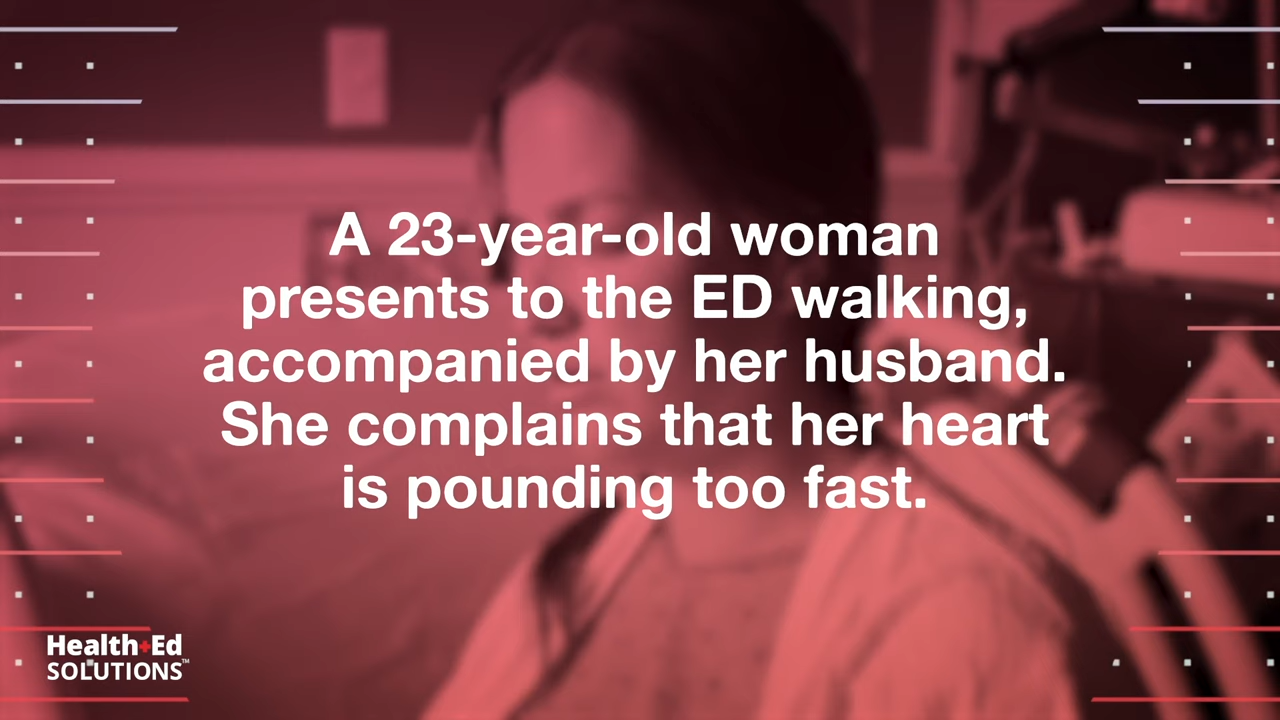 A 23-year-old woman
presents to the ED walking,
accompanied by her husband.
She complains that her heart
is pounding too fast.
Health+Ed
SOLUTIONS™